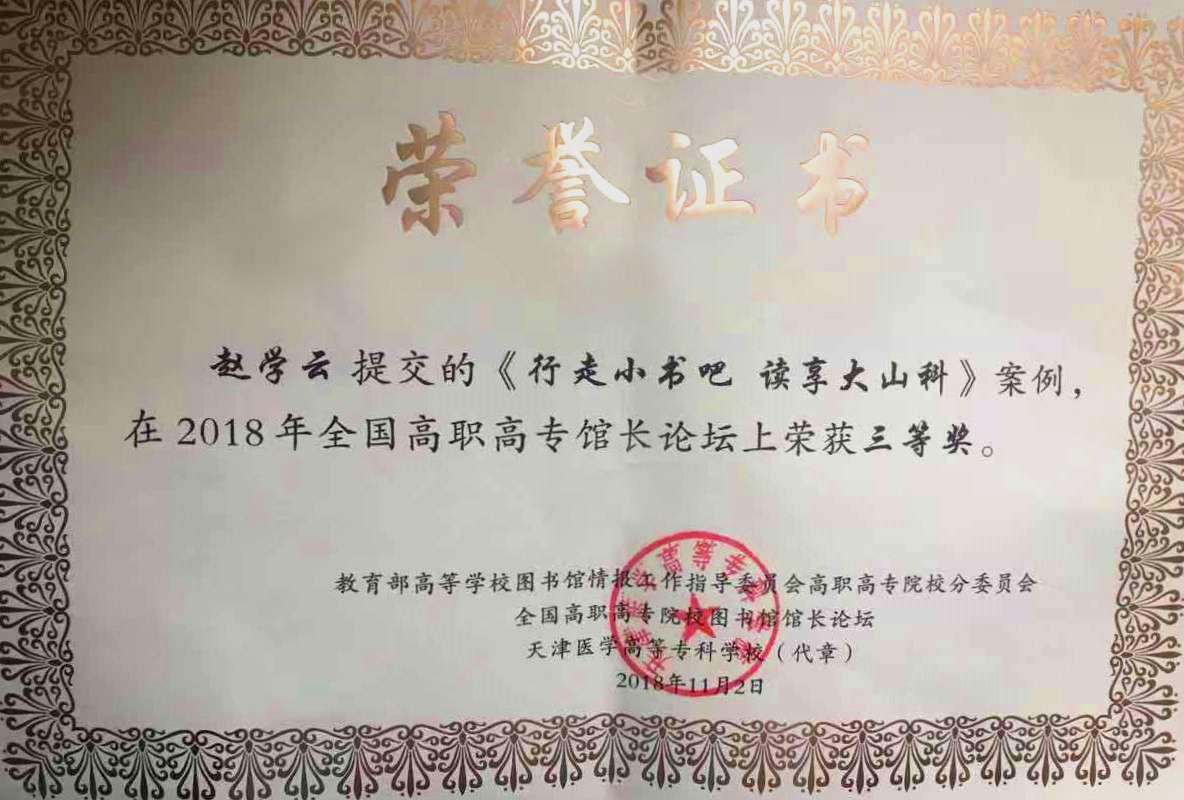 荣誉证书
赵学云 提交的《行走小书吧 读享大山科》案例，
在 2018 年全国高职高专馆长论坛上荣获三等奖。
教育部高等学校图书馆情报工作指导委员会高职高专院校分委员会
全国高职高专院校图书馆馆长论坛
天津医学高等专科学校（代章）
2018年11月2日